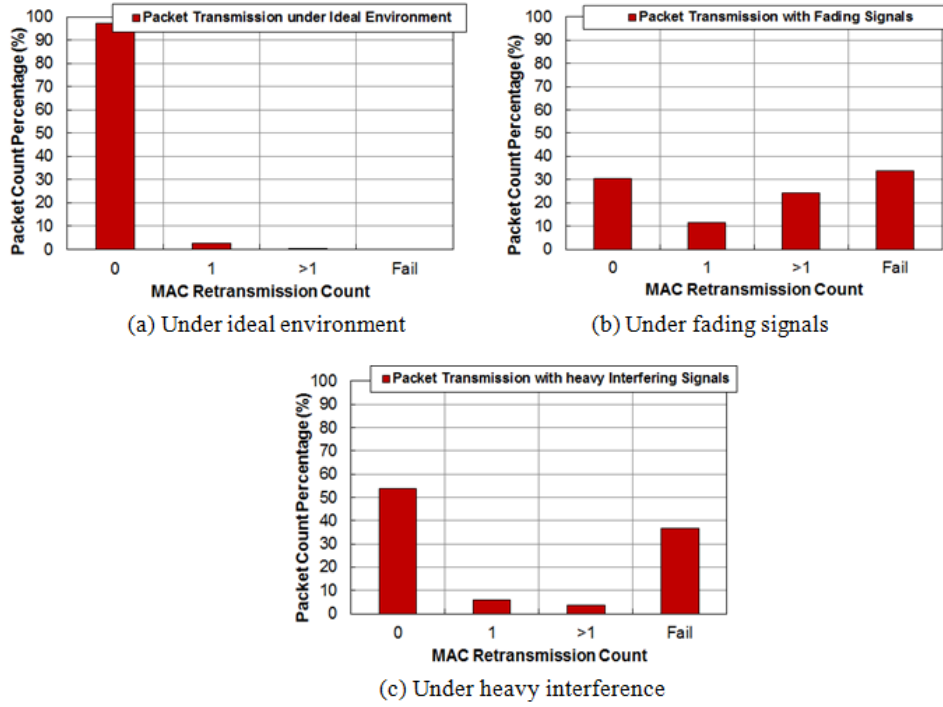 Packet Transmission under Ideal Environment
Packet Count Percentage (%)
100
90
80
70
60
50
40
30
20
10
0
0 1 >1 Fail
MAC Retransmission Count
(a) Under ideal environment
Packet Transmission with Fading Signals
Packet Count Percentage (%)
100
90
80
70
60
50
40
30
20
10
0
0 1 >1 Fail
MAC Retransmission Count
(b) Under fading signals
Packet Transmission with heavy Interfering Signals
Packet Count Percentage (%)
100
90
80
70
60
50
40
30
20
10
0
0 1 >1 Fail
MAC Retransmission Count
(c) Under heavy interference